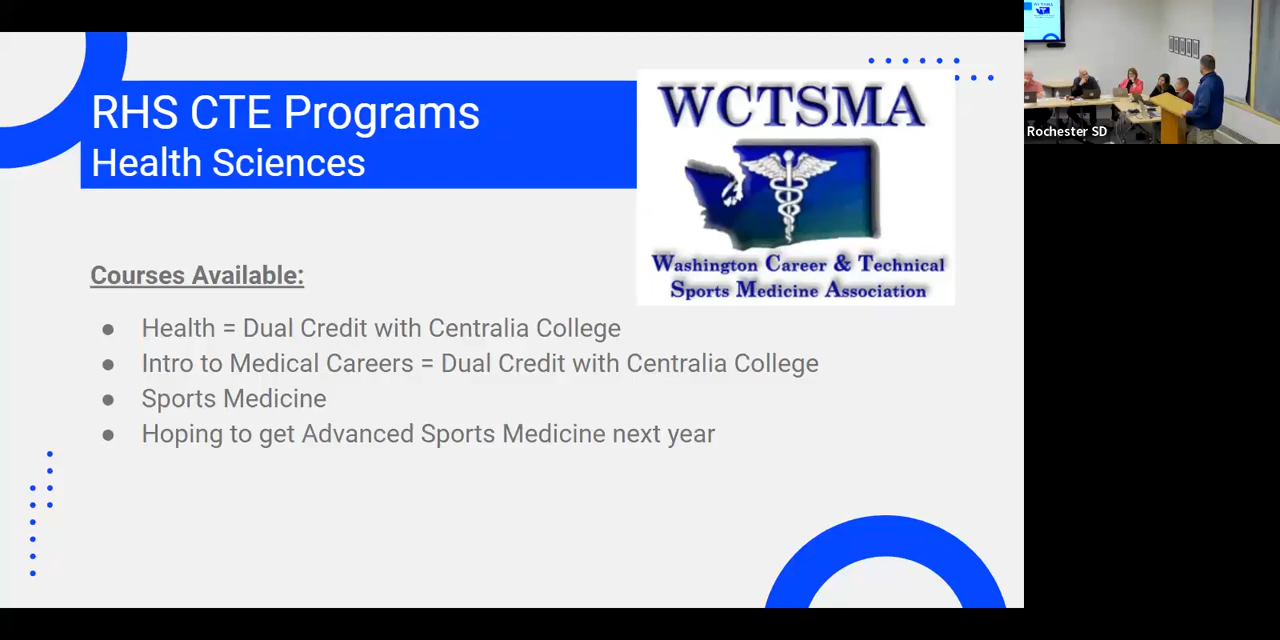 RHS CTE Programs
Health Sciences
WCTSMA
Washington Career & Technical
Sports Medicine Association
Courses Available:
● Health = Dual Credit with Centralia College
● Intro to Medical Careers = Dual Credit with Centralia College
● Sports Medicine
● Hoping to get Advanced Sports Medicine next year
Rochester SD